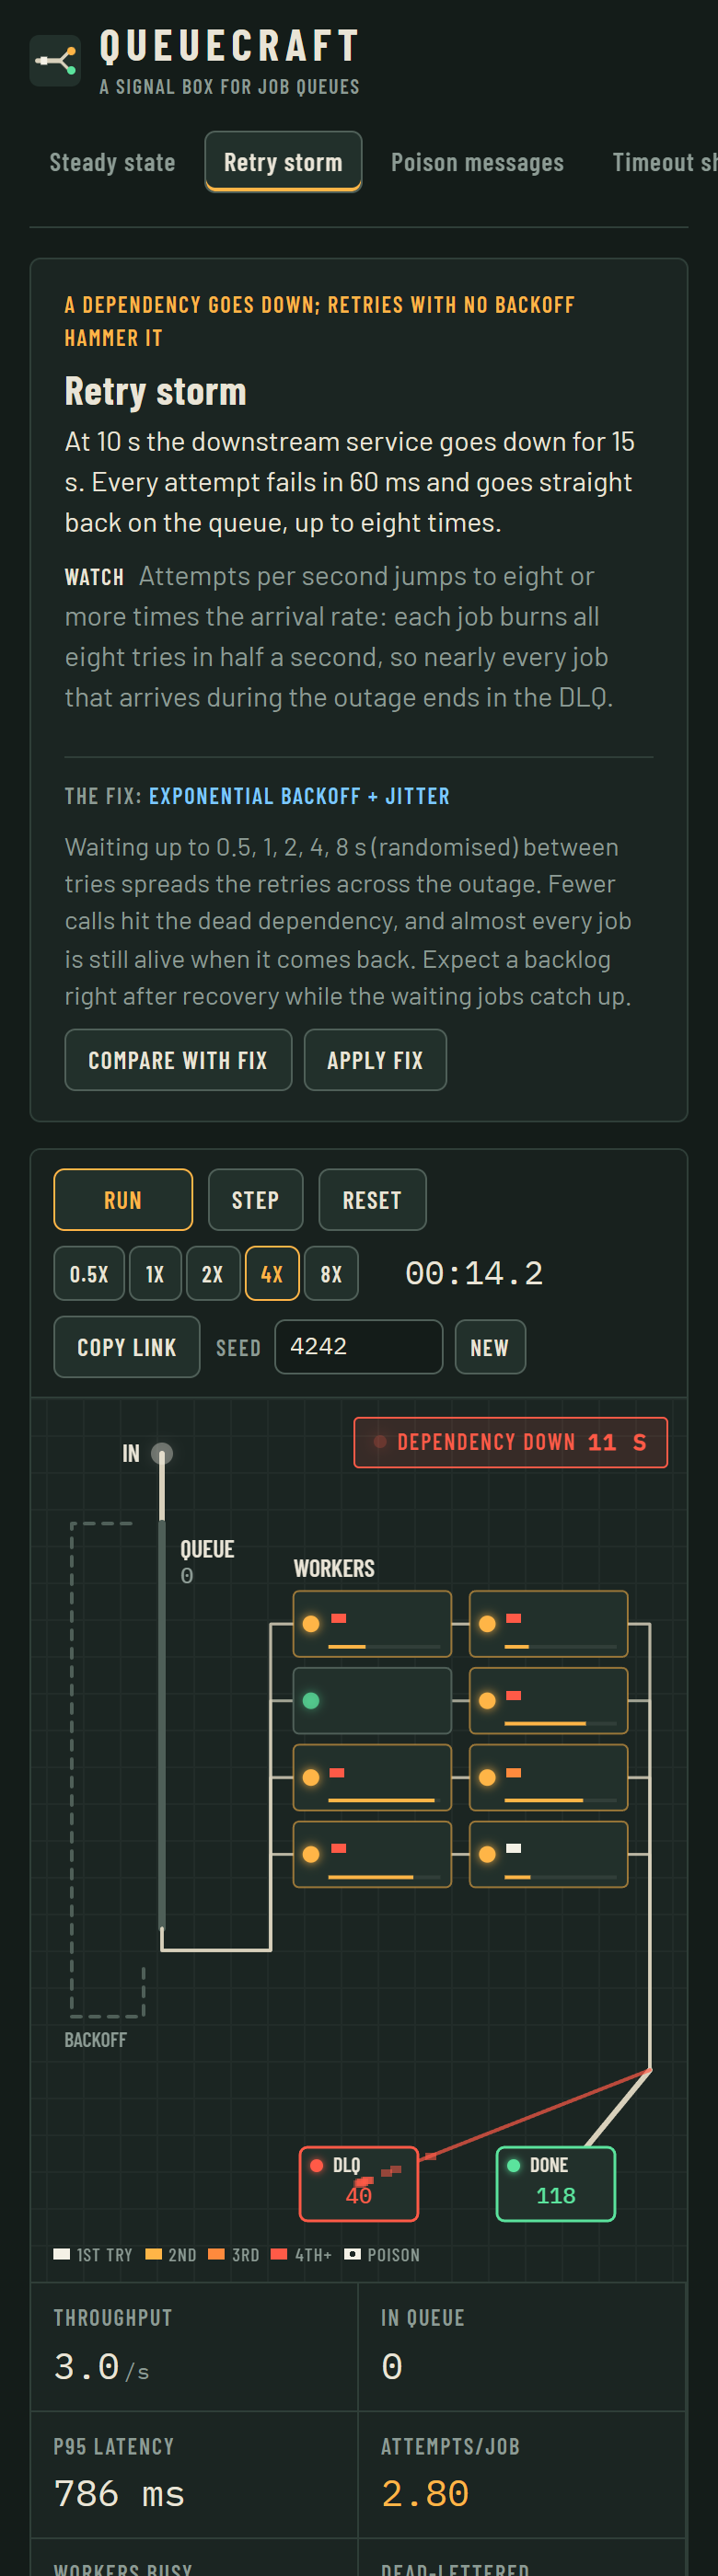 QUEUECRAFT
A SIGNAL BOX FOR JOB QUEUES
Steady state Retry storm Poison messages Timeout sh
A DEPENDENCY GOES DOWN; RETRIES WITH NO BACKOFF
HAMMER IT
Retry storm
At 10 s the downstream service goes down for 15
s. Every attempt fails in 60 ms and goes straight
back on the queue, up to eight times.
WATCH Attempts per second jumps to eight or
more times the arrival rate: each job burns all
eight tries in half a second, so nearly every job
that arrives during the outage ends in the DLQ.
THE FIX: EXPONENTIAL BACKOFF + JITTER
Waiting up to 0.5, 1, 2, 4, 8 s (randomised) between
tries spreads the retries across the outage. Fewer
calls hit the dead dependency, and almost every job
is still alive when it comes back. Expect a backlog
right after recovery while the waiting jobs catch up.
COMPARE WITH FIX APPLY FIX
RUN STEP RESET
0.5X 1X 2X 4X 8X 00:14.2
COPY LINK SEED 4242 NEW
DEPENDENCY DOWN 11 S
IN
QUEUE
0
WORKERS
BACKOFF
DLQ DONE
40 118
1ST TRY 2ND 3RD 4TH+ POISON
THROUGHPUT IN QUEUE
3.0/s 0
P95 LATENCY ATTEMPTS/JOB
786 ms 2.80
WORKERS BUSY DEAD-LETTERED